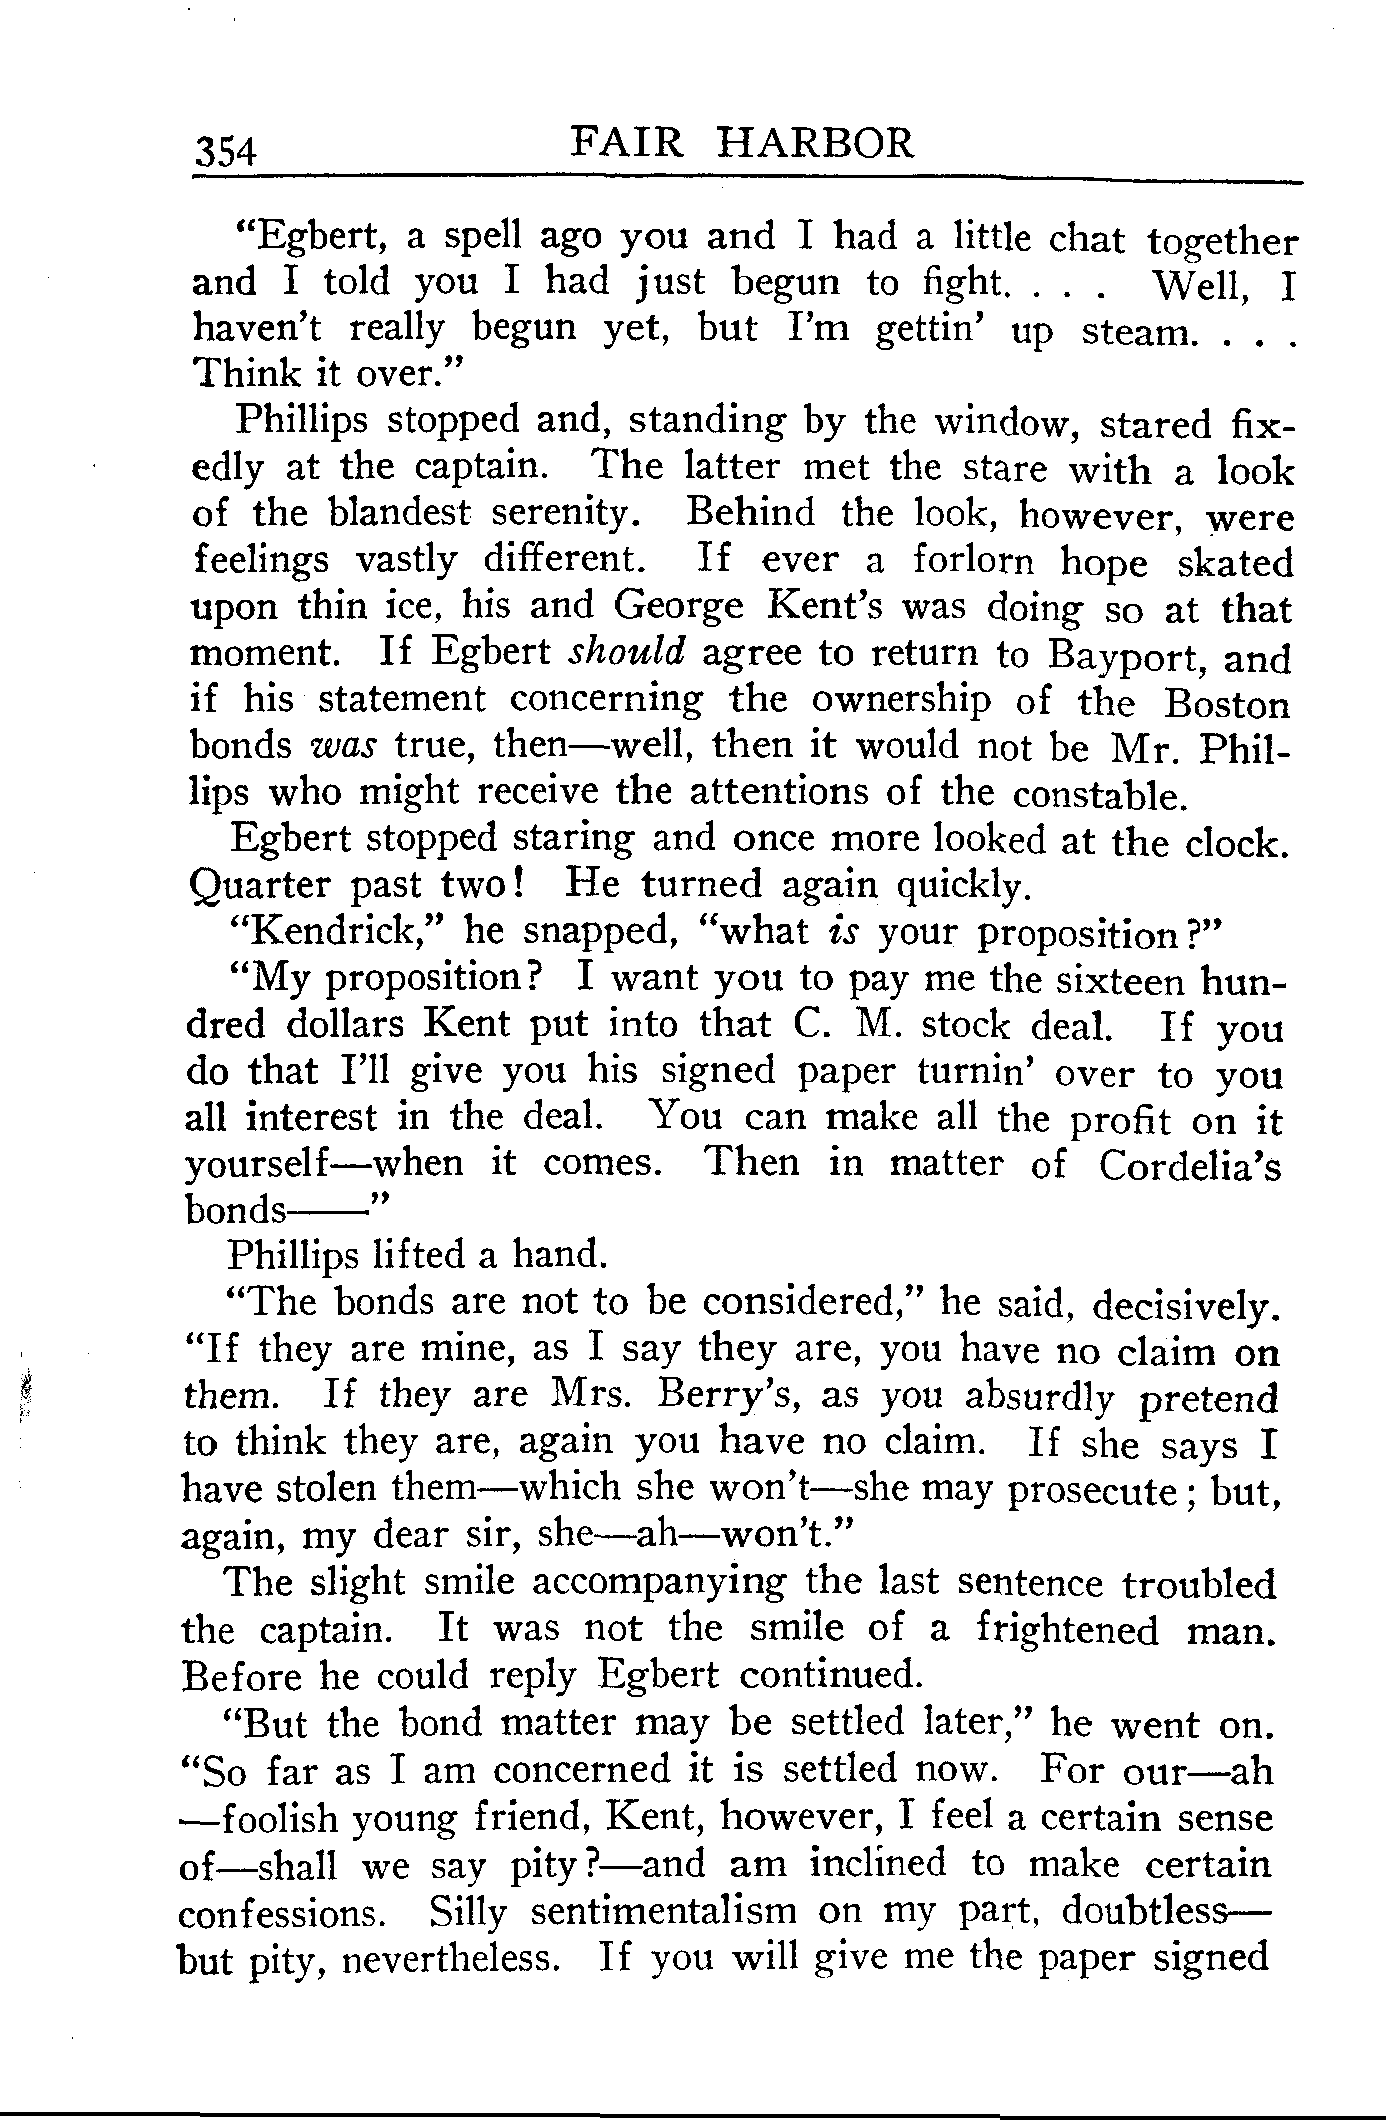 354 FAIR HARBOR
“Egbert, a spell ago you and I had a little chat together
and I told you I had just begun to fight. . . . Well, I
haven’t really begun yet, but I’m gettin’ up steam. . . .
Think it over.”
Phillips stopped and, standing by the window, stared fix-
edly at the captain. The latter met the stare with a look
of the blandest serenity. Behind the look, however, were
feelings vastly different. If ever a forlorn hope skated
upon thin ice, his and George Kent’s was doing so at that
moment. If Egbert should agree to return to Bayport, and
if his statement concerning the ownership of the Boston
bonds was true, then—well, then it would not be Mr. Phil-
lips who might receive the attentions of the constable.
Egbert stopped staring and once more looked at the clock.
Quarter past two! He turned again quickly.
“Kendrick,” he snapped, “what is your proposition?”
“My proposition? I want you to pay me the sixteen hun-
dred dollars Kent put into that C. M. stock deal. If you
do that I’ll give you his signed paper turnin’ over to you
all interest in the deal. You can make all the profit on it
yourself—when it comes. Then in matter of Cordelia’s
bonds——”
Phillips lifted a hand.
“The bonds are not to be considered,” he said, decisively.
“If they are mine, as I say they are, you have no claim on
them. If they are Mrs. Berry’s, as you absurdly pretend
to think they are, again you have no claim. If she says I
have stolen them—which she won’t—she may prosecute; but,
again, my dear sir, she—ah—won’t.”
The slight smile accompanying the last sentence troubled
the captain. It was not the smile of a frightened man.
Before he could reply Egbert continued.
“But the bond matter may be settled later,” he went on.
“So far as I am concerned it is settled now. For our—ah
—foolish young friend, Kent, however, I feel a certain sense
of—shall we say pity?—and am inclined to make certain
confessions. Silly sentimentalism on my part, doubtless—
but pity, nevertheless. If you will give me the paper signed